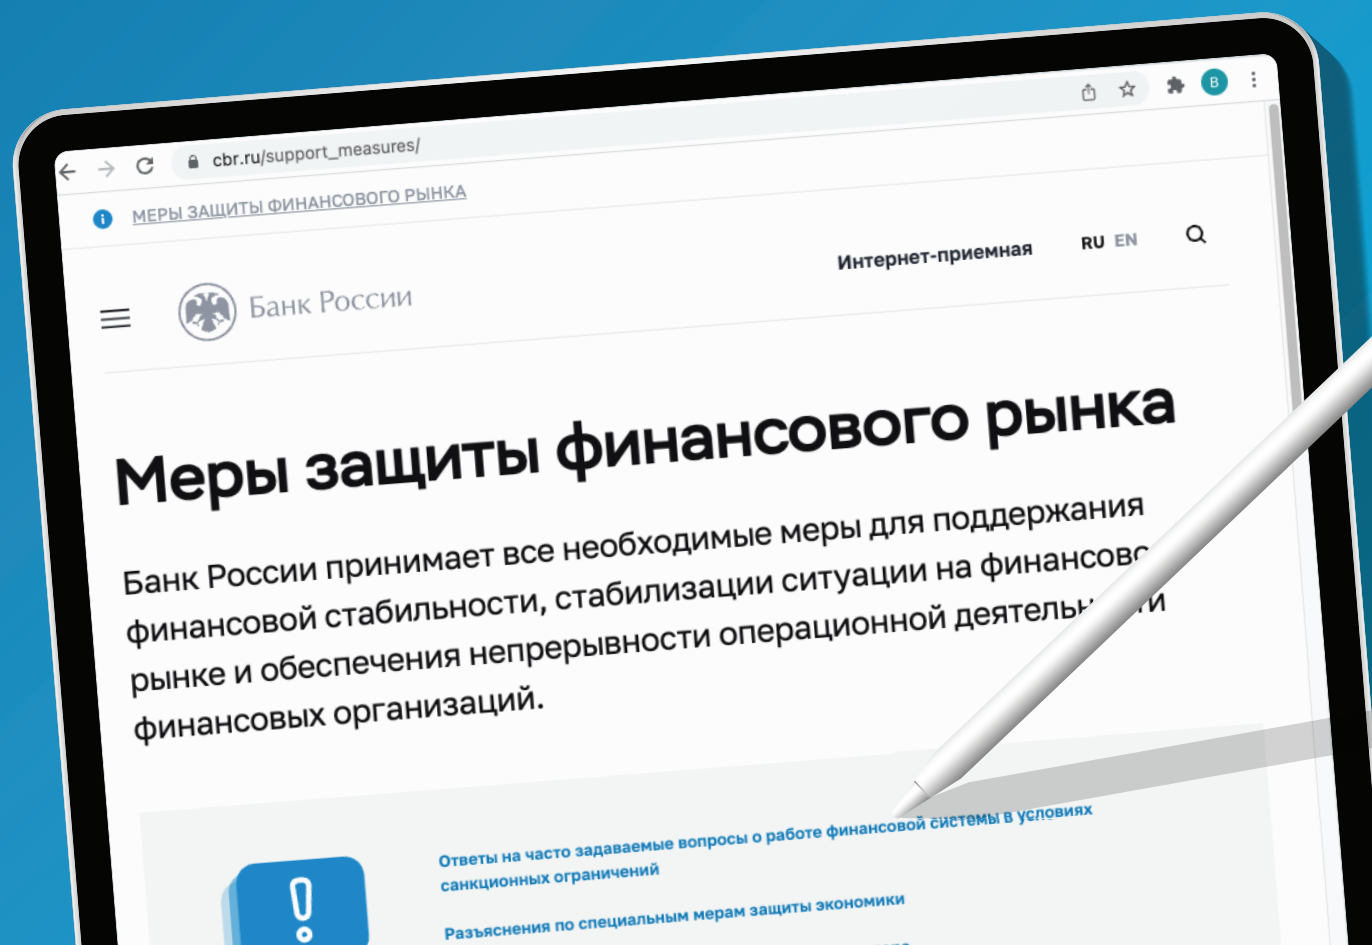 cbr.ru/support_measures/
В
МЕРЫ ЗАЩИТЫ ФИНАНСОВОГО РЫНКА
Банк России
Интернет-приемная
RU EN
Меры защиты финансового рынка
Банк России принимает все необходимые меры для поддержания
финансовой стабильности, стабилизации ситуации на
рынке и обеспечения непрерывности операционной
финансовых организаций.
Ответы на часто задаваемые вопросы о работе финансовой системы в условиях
санкционных ограничений
Разъяснения по специальным мерам защиты экономики